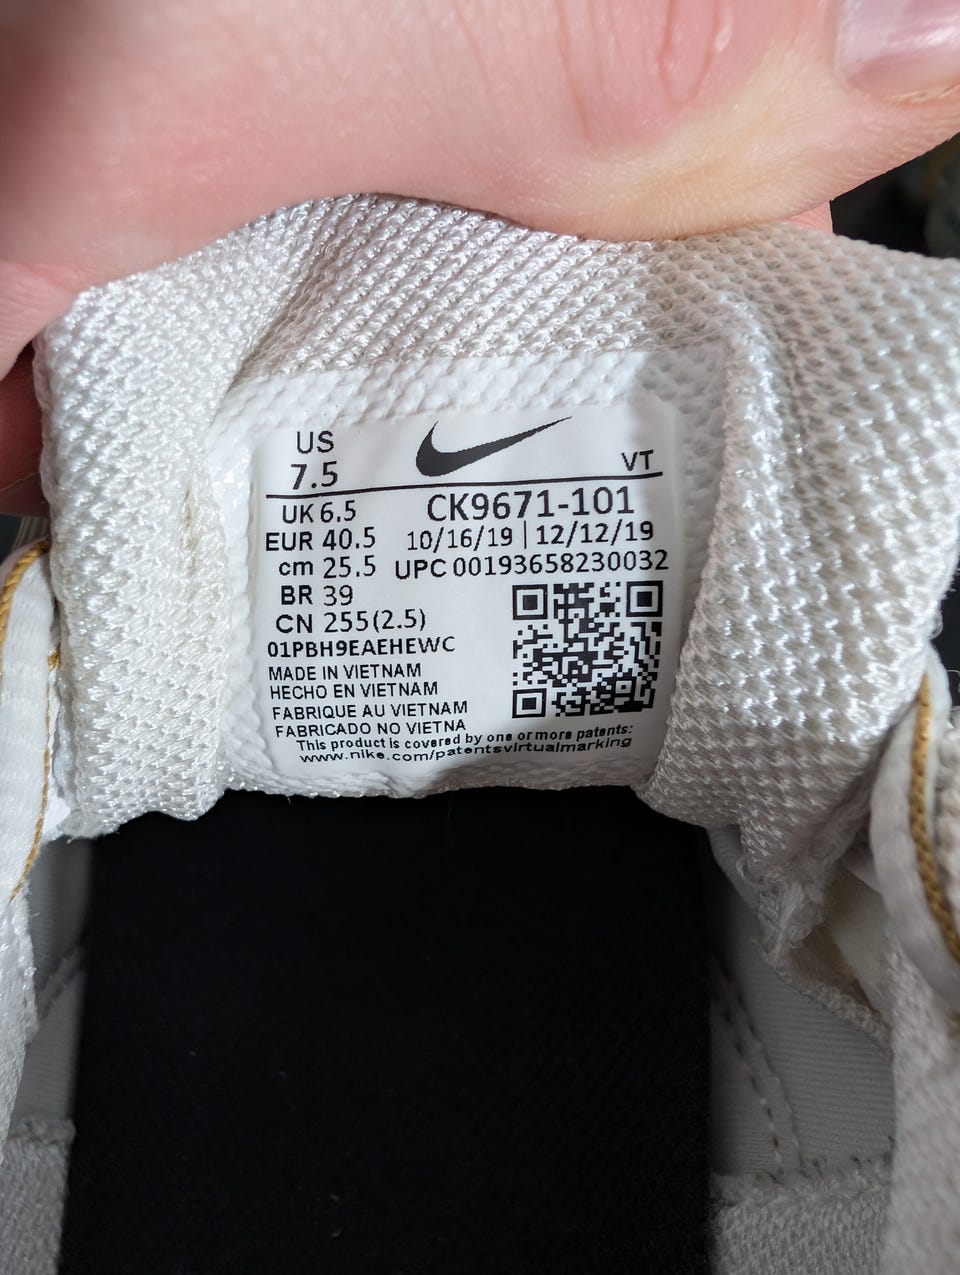 US
7.5
VT
UK 6.5
CK9671-101
EUR 40.5
10/16/19 | 12/12/19
cm 25.5
UPC 00193658230032
BR 39
CN 255(2.5)
01PBH9EAEHEWC
MADE IN VIETNAM
HECHO EN VIETNAM
FABRIQUE AU VIETNAM
FABRICADO NO VIETNA
This product is covered by one or more patents:
www.nike.com/patentsvirtualmarking